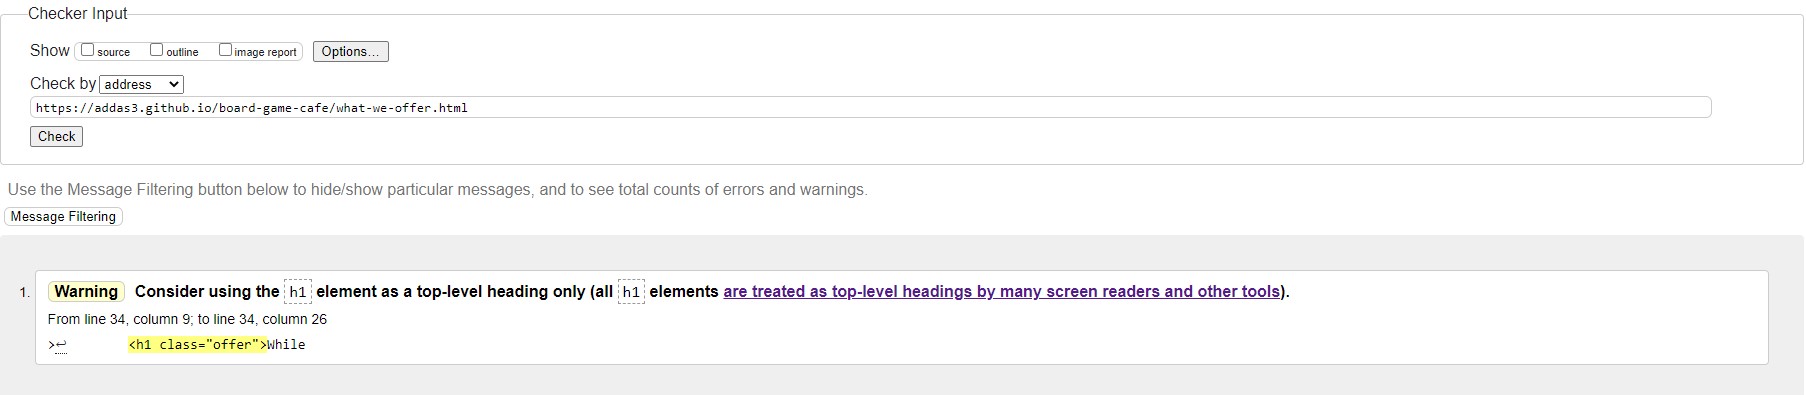 Checker Input
Show source outline image report Options...
Check by address
https://addas3.github.io/board-game-cafe/what-we-offer.html
Check
Use the Message Filtering button below to hide/show particular messages, and to see total counts of errors and warnings.
Message Filtering
1. Warning Consider using the h1 element as a top-level heading only (all h1 elements are treated as top-level headings by many screen readers and other tools).
From line 34, column 9; to line 34, column 26
>↩ <h1 class="offer">While